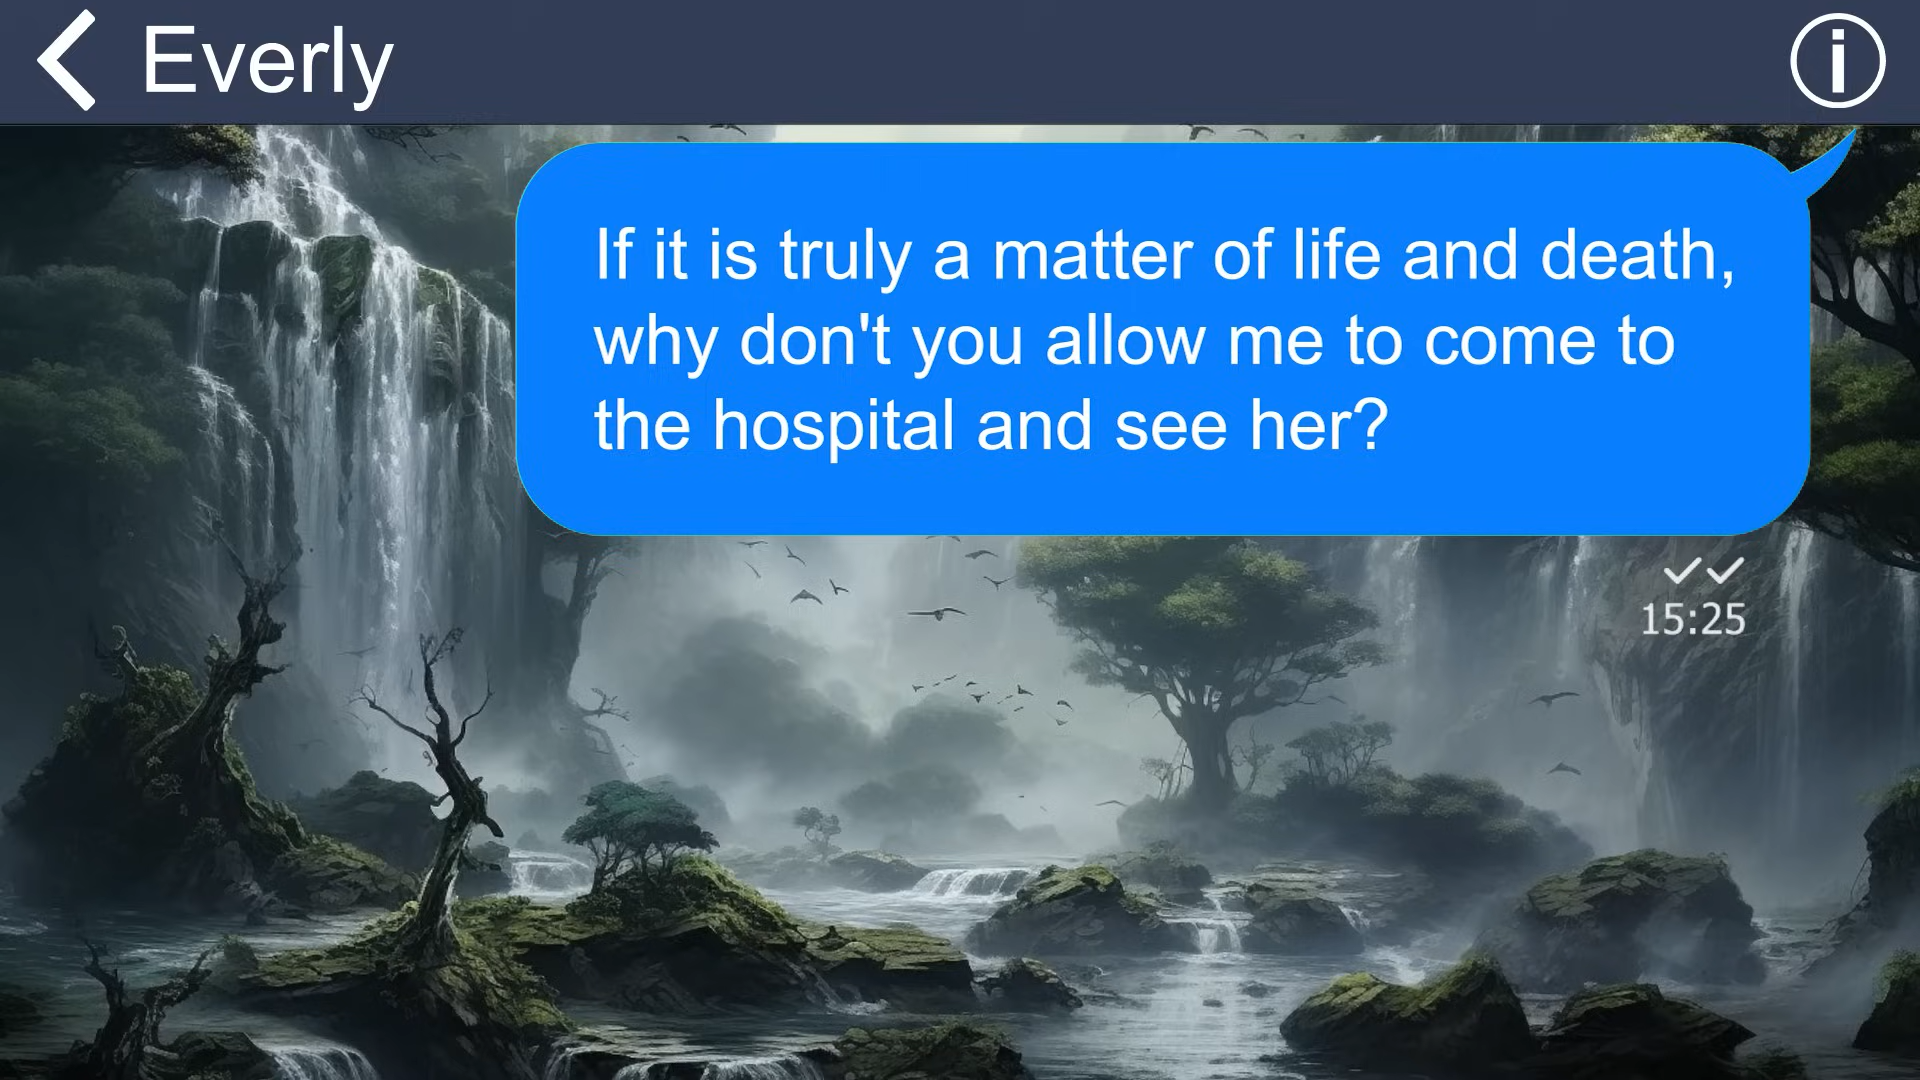 Everly
If it is truly a matter of life and death,
why don't you allow me to come to
the hospital and see her?
15:25